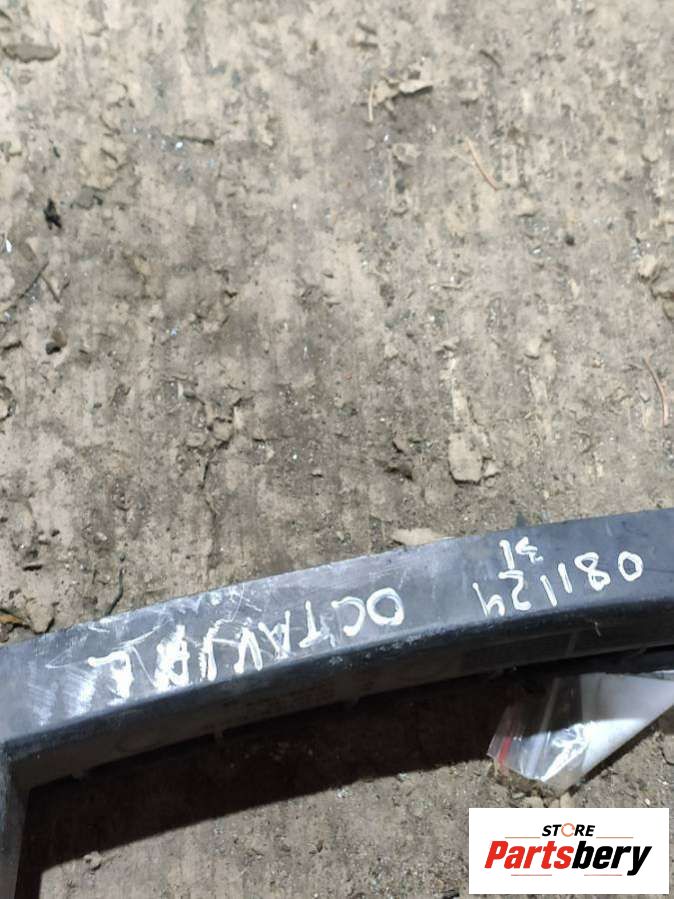 081124
31
OCTAVIA L
STORE
Partsbery